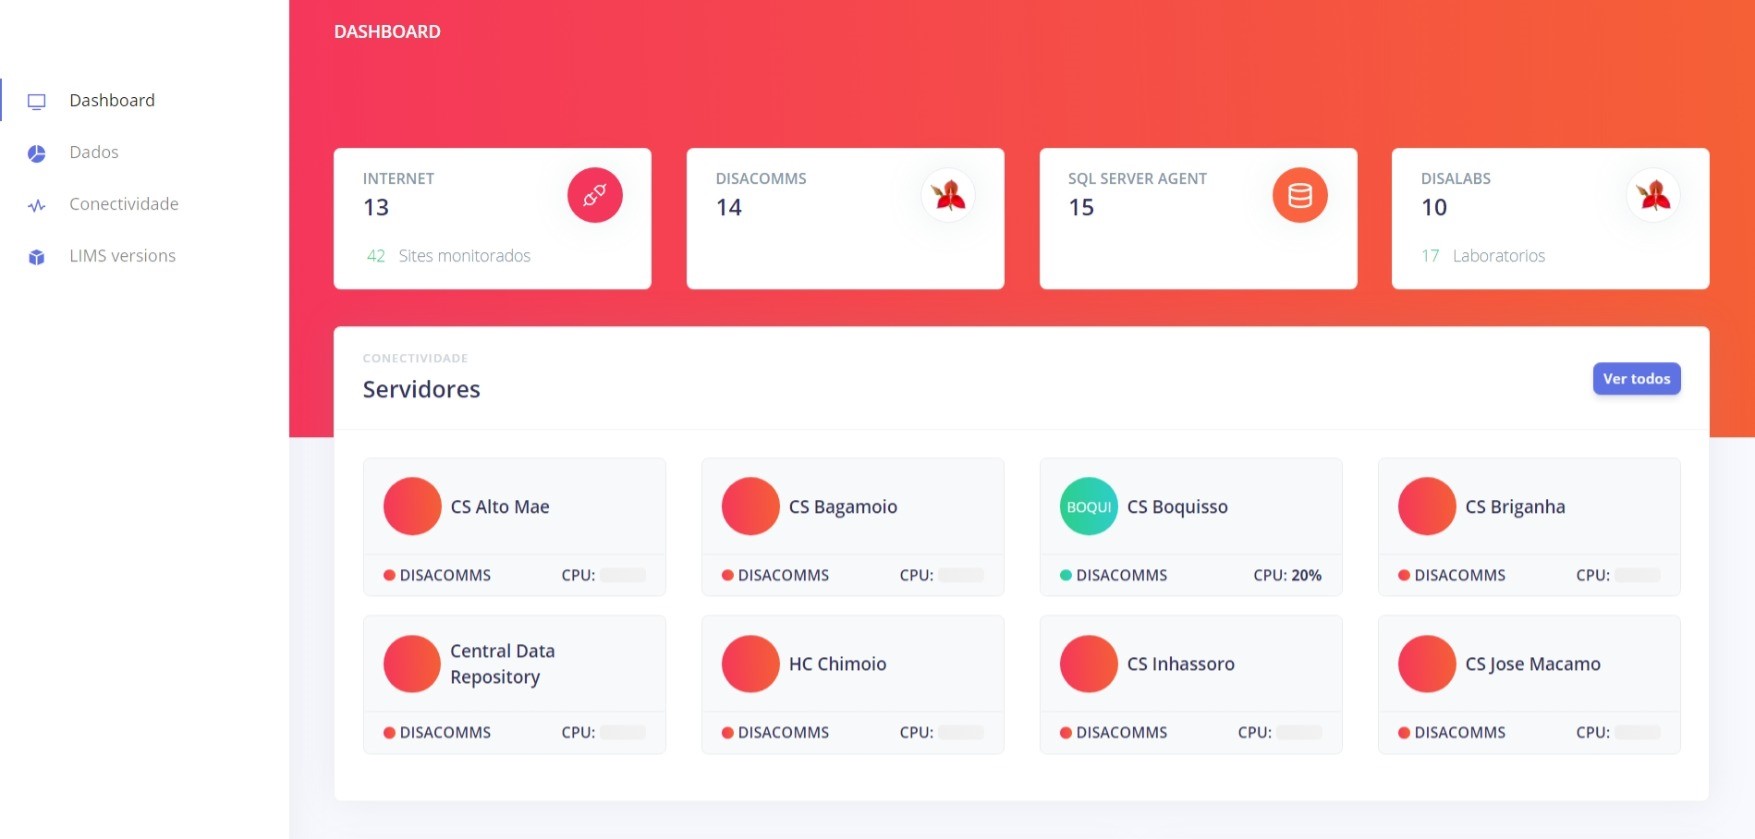 DASHBOARD
Dashboard
Dados
Conectividade
LIMS versions
INTERNET
13
42 Sites monitorados
DISACOMMS
14
SQL SERVER AGENT
15
DISALABS
10
17 Laboratorios
CONECTIVIDADE
Servidores
Ver todos
CS Alto Mae
DISACOMMS CPU:
CS Bagamoio
DISACOMMS CPU:
BOQUI CS Boquisso
DISACOMMS CPU: 20%
CS Briganha
DISACOMMS CPU:
Central Data
Repository
DISACOMMS CPU:
HC Chimoio
DISACOMMS CPU:
CS Inhassoro
DISACOMMS CPU:
CS Jose Macamo
DISACOMMS CPU: